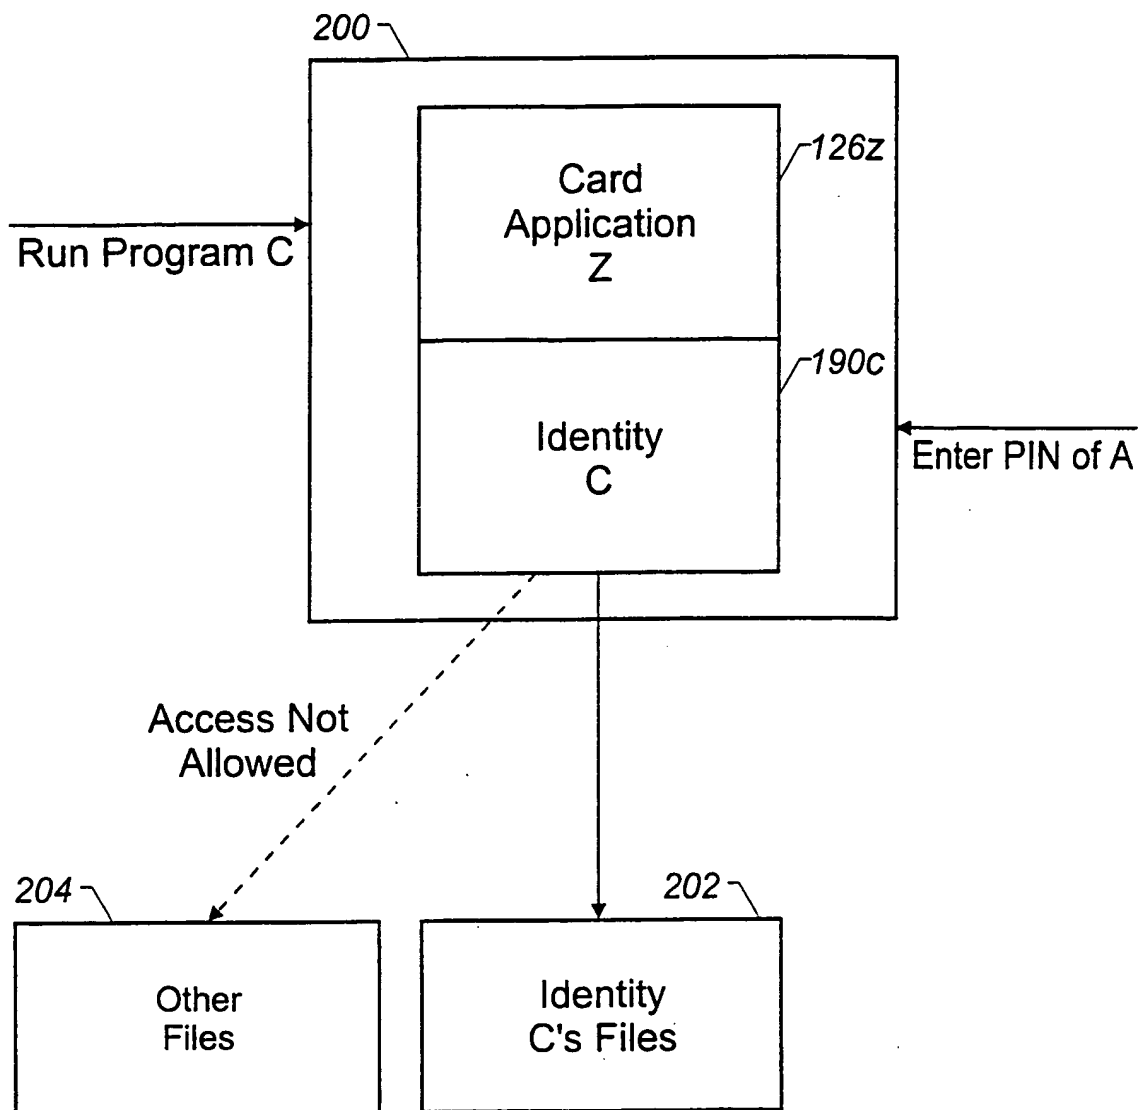 200
126z
Card
Application
Z
Run Program C
190c
Identity
C
Enter PIN of A
Access Not
Allowed
204
202
Other
Files
Identity
C's Files